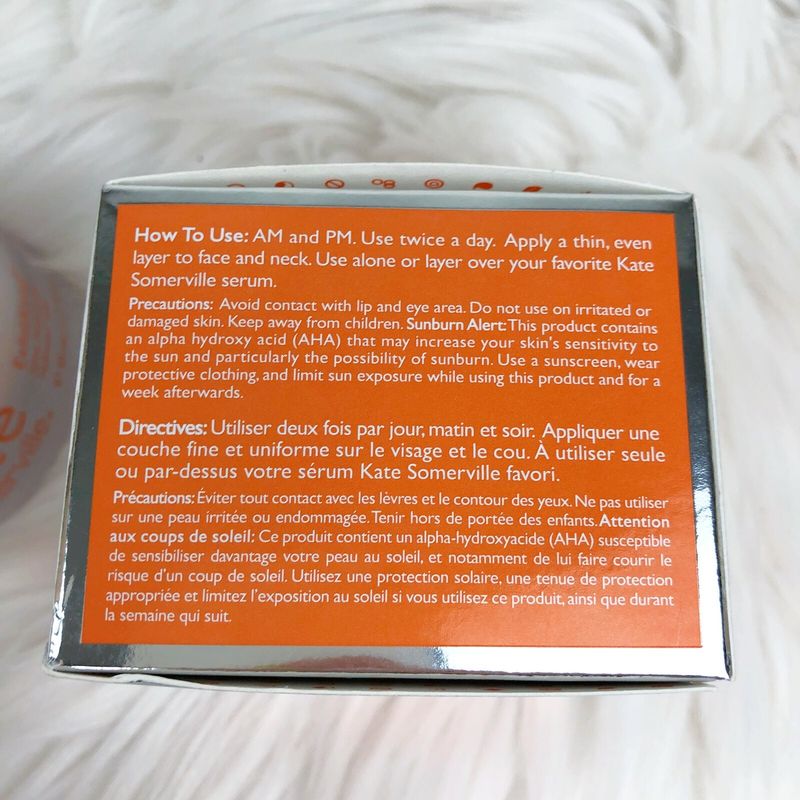 How To Use: AM and PM. Use twice a day. Apply a thin, even
layer to face and neck. Use alone or layer over your favorite Kate
Somerville serum.
Precautions: Avoid contact with lip and eye area. Do not use on irritated or
damaged skin. Keep away from children. Sunburn Alert: This product contains
an alpha hydroxy acid (AHA) that may increase your skin's sensitivity to
the sun and particularly the possibility of sunburn. Use a sunscreen, wear
protective clothing, and limit sun exposure while using this product and for a
week afterwards.
Directives: Utiliser deux fois par jour, matin et soir. Appliquer une
couche fine et uniforme sur le visage et le cou. À utiliser seule
ou par-dessus votre sérum Kate Somerville favori.
Précautions: Éviter tout contact avec les lèvres et le contour des yeux. Ne pas utiliser
sur une peau irritée ou endommagée. Tenir hors de portée des enfants. Attention
aux coups de soleil: Ce produit contient un alpha-hydroxyacide (AHA) susceptible
de sensibiliser davantage votre peau au soleil, et notamment de lui faire courir le
risque d'un coup de soleil. Utilisez une protection solaire, une tenue de protection
appropriée et limitez l'exposition au soleil si vous utilisez ce produit, ainsi que durant
la semaine qui suit.